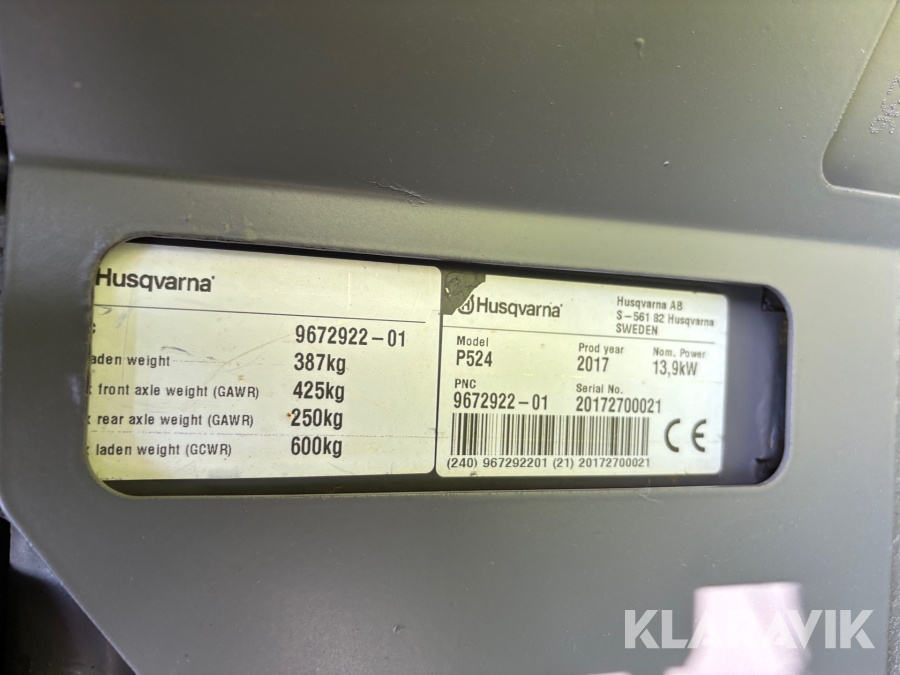 Husqvarna
9672922-01
aden weight 387kg
front axle weight (GAWR) 425kg
rear axle weight (GAWR) 250kg
laden weight (GCWR) 600kg
Husqvarna
Husqvarna AB
S-561 82 Husqvarna
SWEDEN
Model Prod year Nom. Power
P524 2017 13,9kW
PNC Serial No.
9672922-01 20172700021
CE
(240) 967292201 (21) 20172700021
KLARAVIK